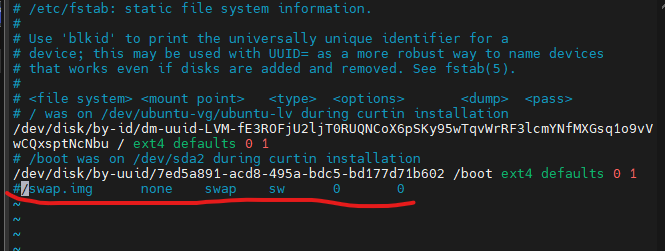 # /etc/fstab: static file system information.
#
# Use 'blkid' to print the universally unique identifier for a
# device; this may be used with UUID= as a more robust way to name devices
# that works even if disks are added and removed. See fstab(5).
#
# <file system> <mount point>   <type>  <options>       <dump>  <pass>
# / was on /dev/ubuntu-vg/ubuntu-lv during curtin installation
/dev/disk/by-id/dm-uuid-LVM-fE3ROFjU2ljT0RUQNCoX6pSKy95wTqvWrRF3lcmYNfMXGsq1o9vV
wCQxsptNcNbu / ext4 defaults 0 1
# /boot was on /dev/sda2 during curtin installation
/dev/disk/by-uuid/7ed5a891-acd8-495a-bdc5-bd177d71b602 /boot ext4 defaults 0 1
#/swap.img      none    swap    sw      0       0
~
~
~